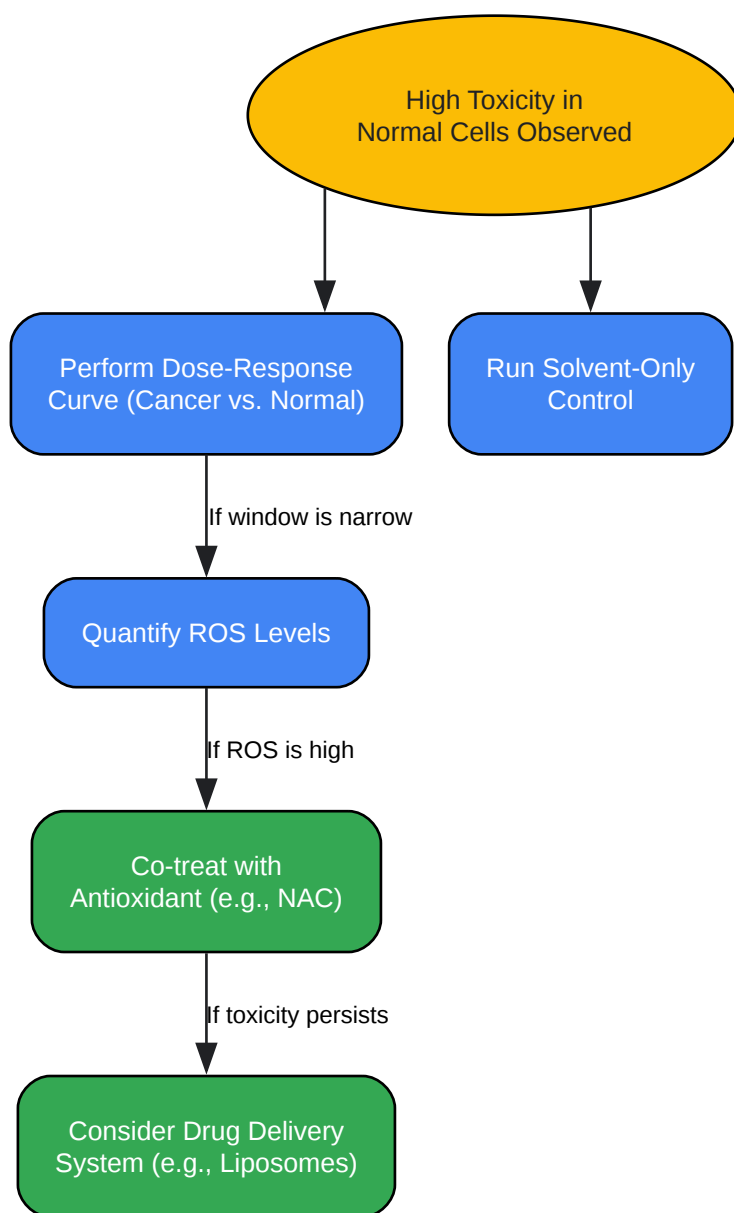 High Toxicity in
Normal Cells Observed
Perform Dose-Response
Curve (Cancer vs. Normal)
Run Solvent-Only
Control
If window is narrow
Quantify ROS Levels
If ROS is high
Co-treat with
Antioxidant (e.g., NAC)
If toxicity persists
Consider Drug Delivery
System (e.g., Liposomes)